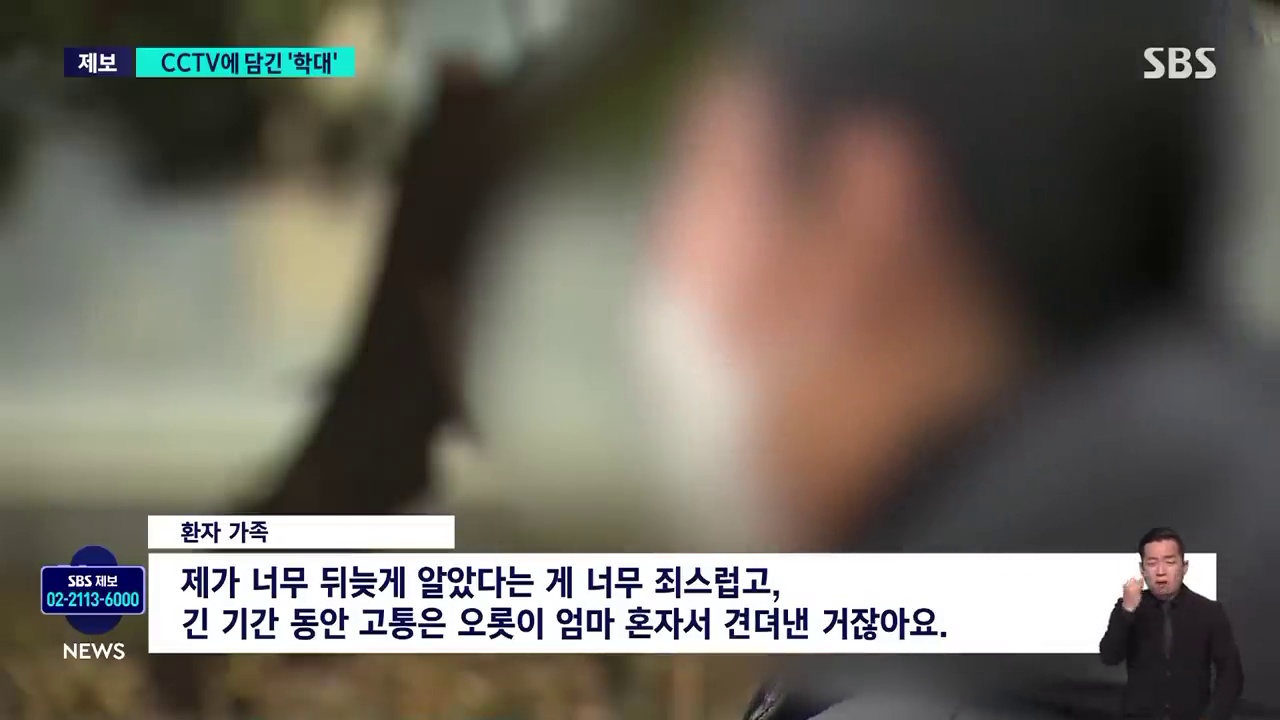 제보 CCTV에 담긴 '학대'
SBS
환자 가족
제가 너무 뒤늦게 알았다는 게 너무 죄스럽고,
긴 기간 동안 고통은 오롯이 엄마 혼자서 견뎌낸 거잖아요.
SBS 제보
02-2113-6000
NEWS